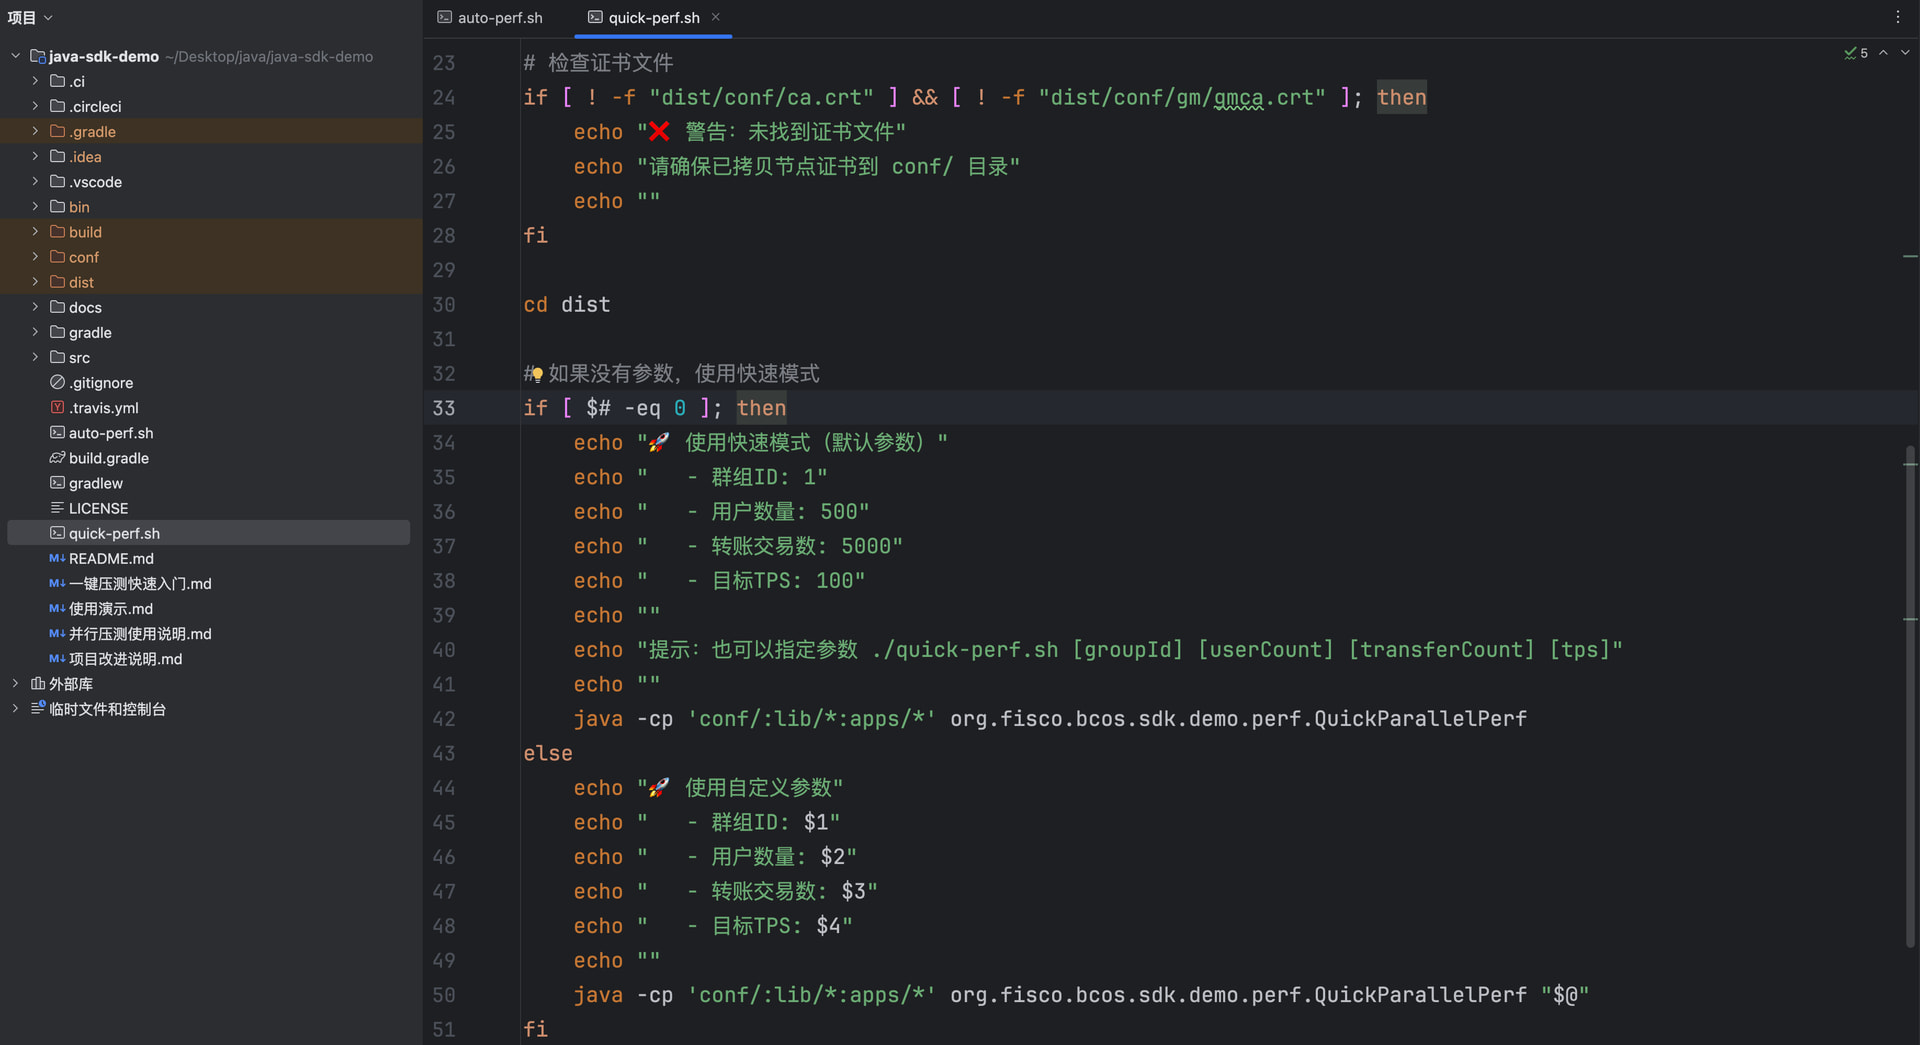 项目
java-sdk-demo ~/Desktop/java/java-sdk-demo
.ci
.circleci
.gradle
.idea
.vscode
bin
build
conf
dist
docs
gradle
src
.gitignore
.travis.yml
auto-perf.sh
build.gradle
gradlew
LICENSE
quick-perf.sh
README.md
一键压测快速入门.md
使用演示.md
并行压测使用说明.md
项目改进说明.md
外部库
临时文件和控制台
auto-perf.sh quick-perf.sh
5
23 # 检查证书文件
24 if [ ! -f "dist/conf/ca.crt" ] && [ ! -f "dist/conf/gm/gmca.crt" ]; then
25     echo "❌ 警告: 未找到证书文件"
26     echo "请确保已拷贝节点证书到 conf/ 目录"
27     echo ""
28 fi
29
30 cd dist
31
32 # 如果没有参数，使用快速模式
33 if [ $# -eq 0 ]; then
34     echo "🚀 使用快速模式（默认参数）"
35     echo "   - 群组ID: 1"
36     echo "   - 用户数量: 500"
37     echo "   - 转账交易数: 5000"
38     echo "   - 目标TPS: 100"
39     echo ""
40     echo "提示: 也可以指定参数 ./quick-perf.sh [groupId] [userCount] [transferCount] [tps]"
41     echo ""
42     java -cp 'conf/:lib/*:apps/*' org.fisco.bcos.sdk.demo.perf.QuickParallelPerf
43 else
44     echo "🚀 使用自定义参数"
45     echo "   - 群组ID: $1"
46     echo "   - 用户数量: $2"
47     echo "   - 转账交易数: $3"
48     echo "   - 目标TPS: $4"
49     echo ""
50     java -cp 'conf/:lib/*:apps/*' org.fisco.bcos.sdk.demo.perf.QuickParallelPerf "$@"
51 fi